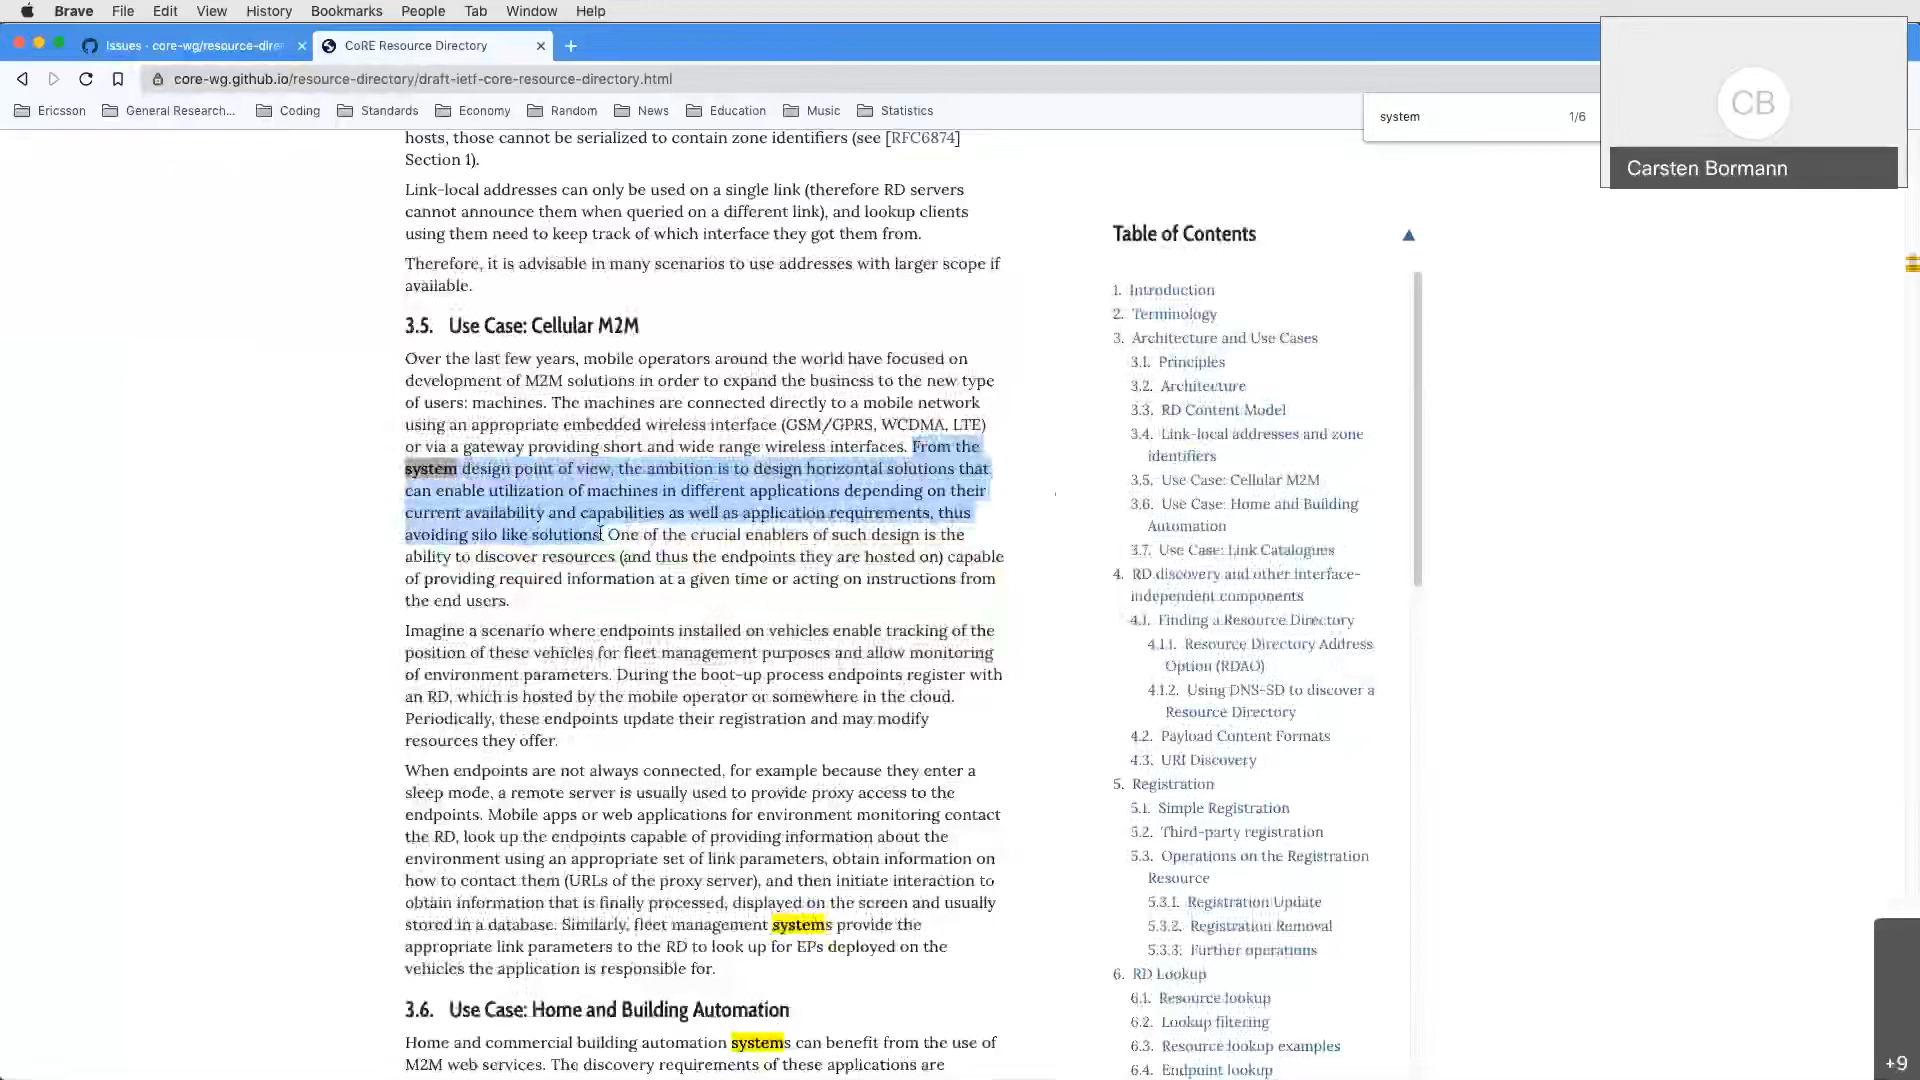 Brave File Edit View History Bookmarks People Tab Window Help
Issues · core-wg/resource-dire
CoRE Resource Directory
core-wg.github.io/resource-directory/draft-ietf-core-resource-directory.html
Ericsson General Research... Coding Standards Economy Random News Education Music Statistics
system 1/6
CB
Carsten Bormann
hosts, those cannot be serialized to contain zone identifiers (see [RFC6874]
Section 1).
Link-local addresses can only be used on a single link (therefore RD servers
cannot announce them when queried on a different link), and lookup clients
using them need to keep track of which interface they got them from.
Therefore, it is advisable in many scenarios to use addresses with larger scope if
available.
3.5. Use Case: Cellular M2M
Over the last few years, mobile operators around the world have focused on
development of M2M solutions in order to expand the business to the new type
of users: machines. The machines are connected directly to a mobile network
using an appropriate embedded wireless interface (GSM/GPRS, WCDMA, LTE)
or via a gateway providing short and wide range wireless interfaces. From the
system design point of view, the ambition is to design horizontal solutions that
can enable utilization of machines in different applications depending on their
current availability and capabilities as well as application requirements, thus
avoiding silo like solutions. One of the crucial enablers of such design is the
ability to discover resources (and thus the endpoints they are hosted on) capable
of providing required information at a given time or acting on instructions from
the end users.
Imagine a scenario where endpoints installed on vehicles enable tracking of the
position of these vehicles for fleet management purposes and allow monitoring
of environment parameters. During the boot-up process endpoints register with
an RD, which is hosted by the mobile operator or somewhere in the cloud.
Periodically, these endpoints update their registration and may modify
resources they offer.
When endpoints are not always connected, for example because they enter a
sleep mode, a remote server is usually used to provide proxy access to the
endpoints. Mobile apps or web applications for environment monitoring contact
the RD, look up the endpoints capable of providing information about the
environment using an appropriate set of link parameters, obtain information on
how to contact them (URLs of the proxy server), and then initiate interaction to
obtain information that is finally processed, displayed on the screen and usually
stored in a database. Similarly, fleet management systems provide the
appropriate link parameters to the RD to look up for EPs deployed on the
vehicles the application is responsible for.
3.6. Use Case: Home and Building Automation
Home and commercial building automation systems can benefit from the use of
M2M web services. The discovery requirements of these applications are
Table of Contents
1. Introduction
2. Terminology
3. Architecture and Use Cases
3.1. Principles
3.2. Architecture
3.3. RD Content Model
3.4. Link-local addresses and zone
identifiers
3.5. Use Case: Cellular M2M
3.6. Use Case: Home and Building
Automation
3.7. Use Case: Link Catalogues
4. RD discovery and other interface-
independent components
4.1. Finding a Resource Directory
4.1.1. Resource Directory Address
Option (RDAO)
4.1.2. Using DNS-SD to discover a
Resource Directory
4.2. Payload Content Formats
4.3. URI Discovery
5. Registration
5.1. Simple Registration
5.2. Third-party registration
5.3. Operations on the Registration
Resource
5.3.1. Registration Update
5.3.2. Registration Removal
5.3.3. Further operations
6. RD Lookup
6.1. Resource lookup
6.2. Lookup filtering
6.3. Resource lookup examples
6.4. Endpoint lookup
+9